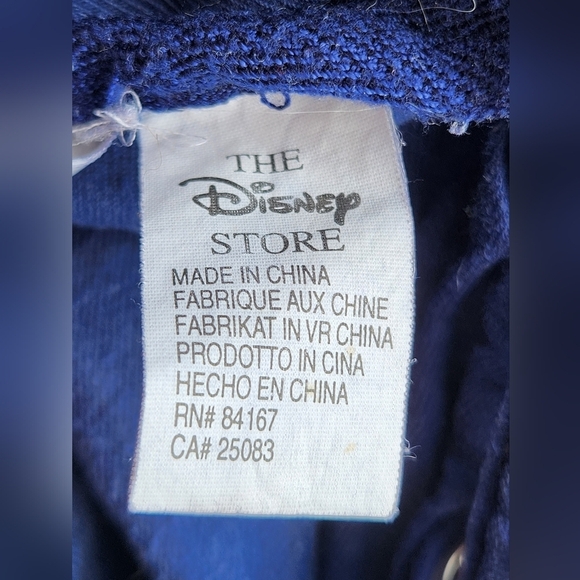 THE
Disney
STORE
MADE IN CHINA
FABRIQUE AUX CHINE
FABRIKAT IN VR CHINA
PRODOTTO IN CINA
HECHO EN CHINA
RN# 84167
CA# 25083